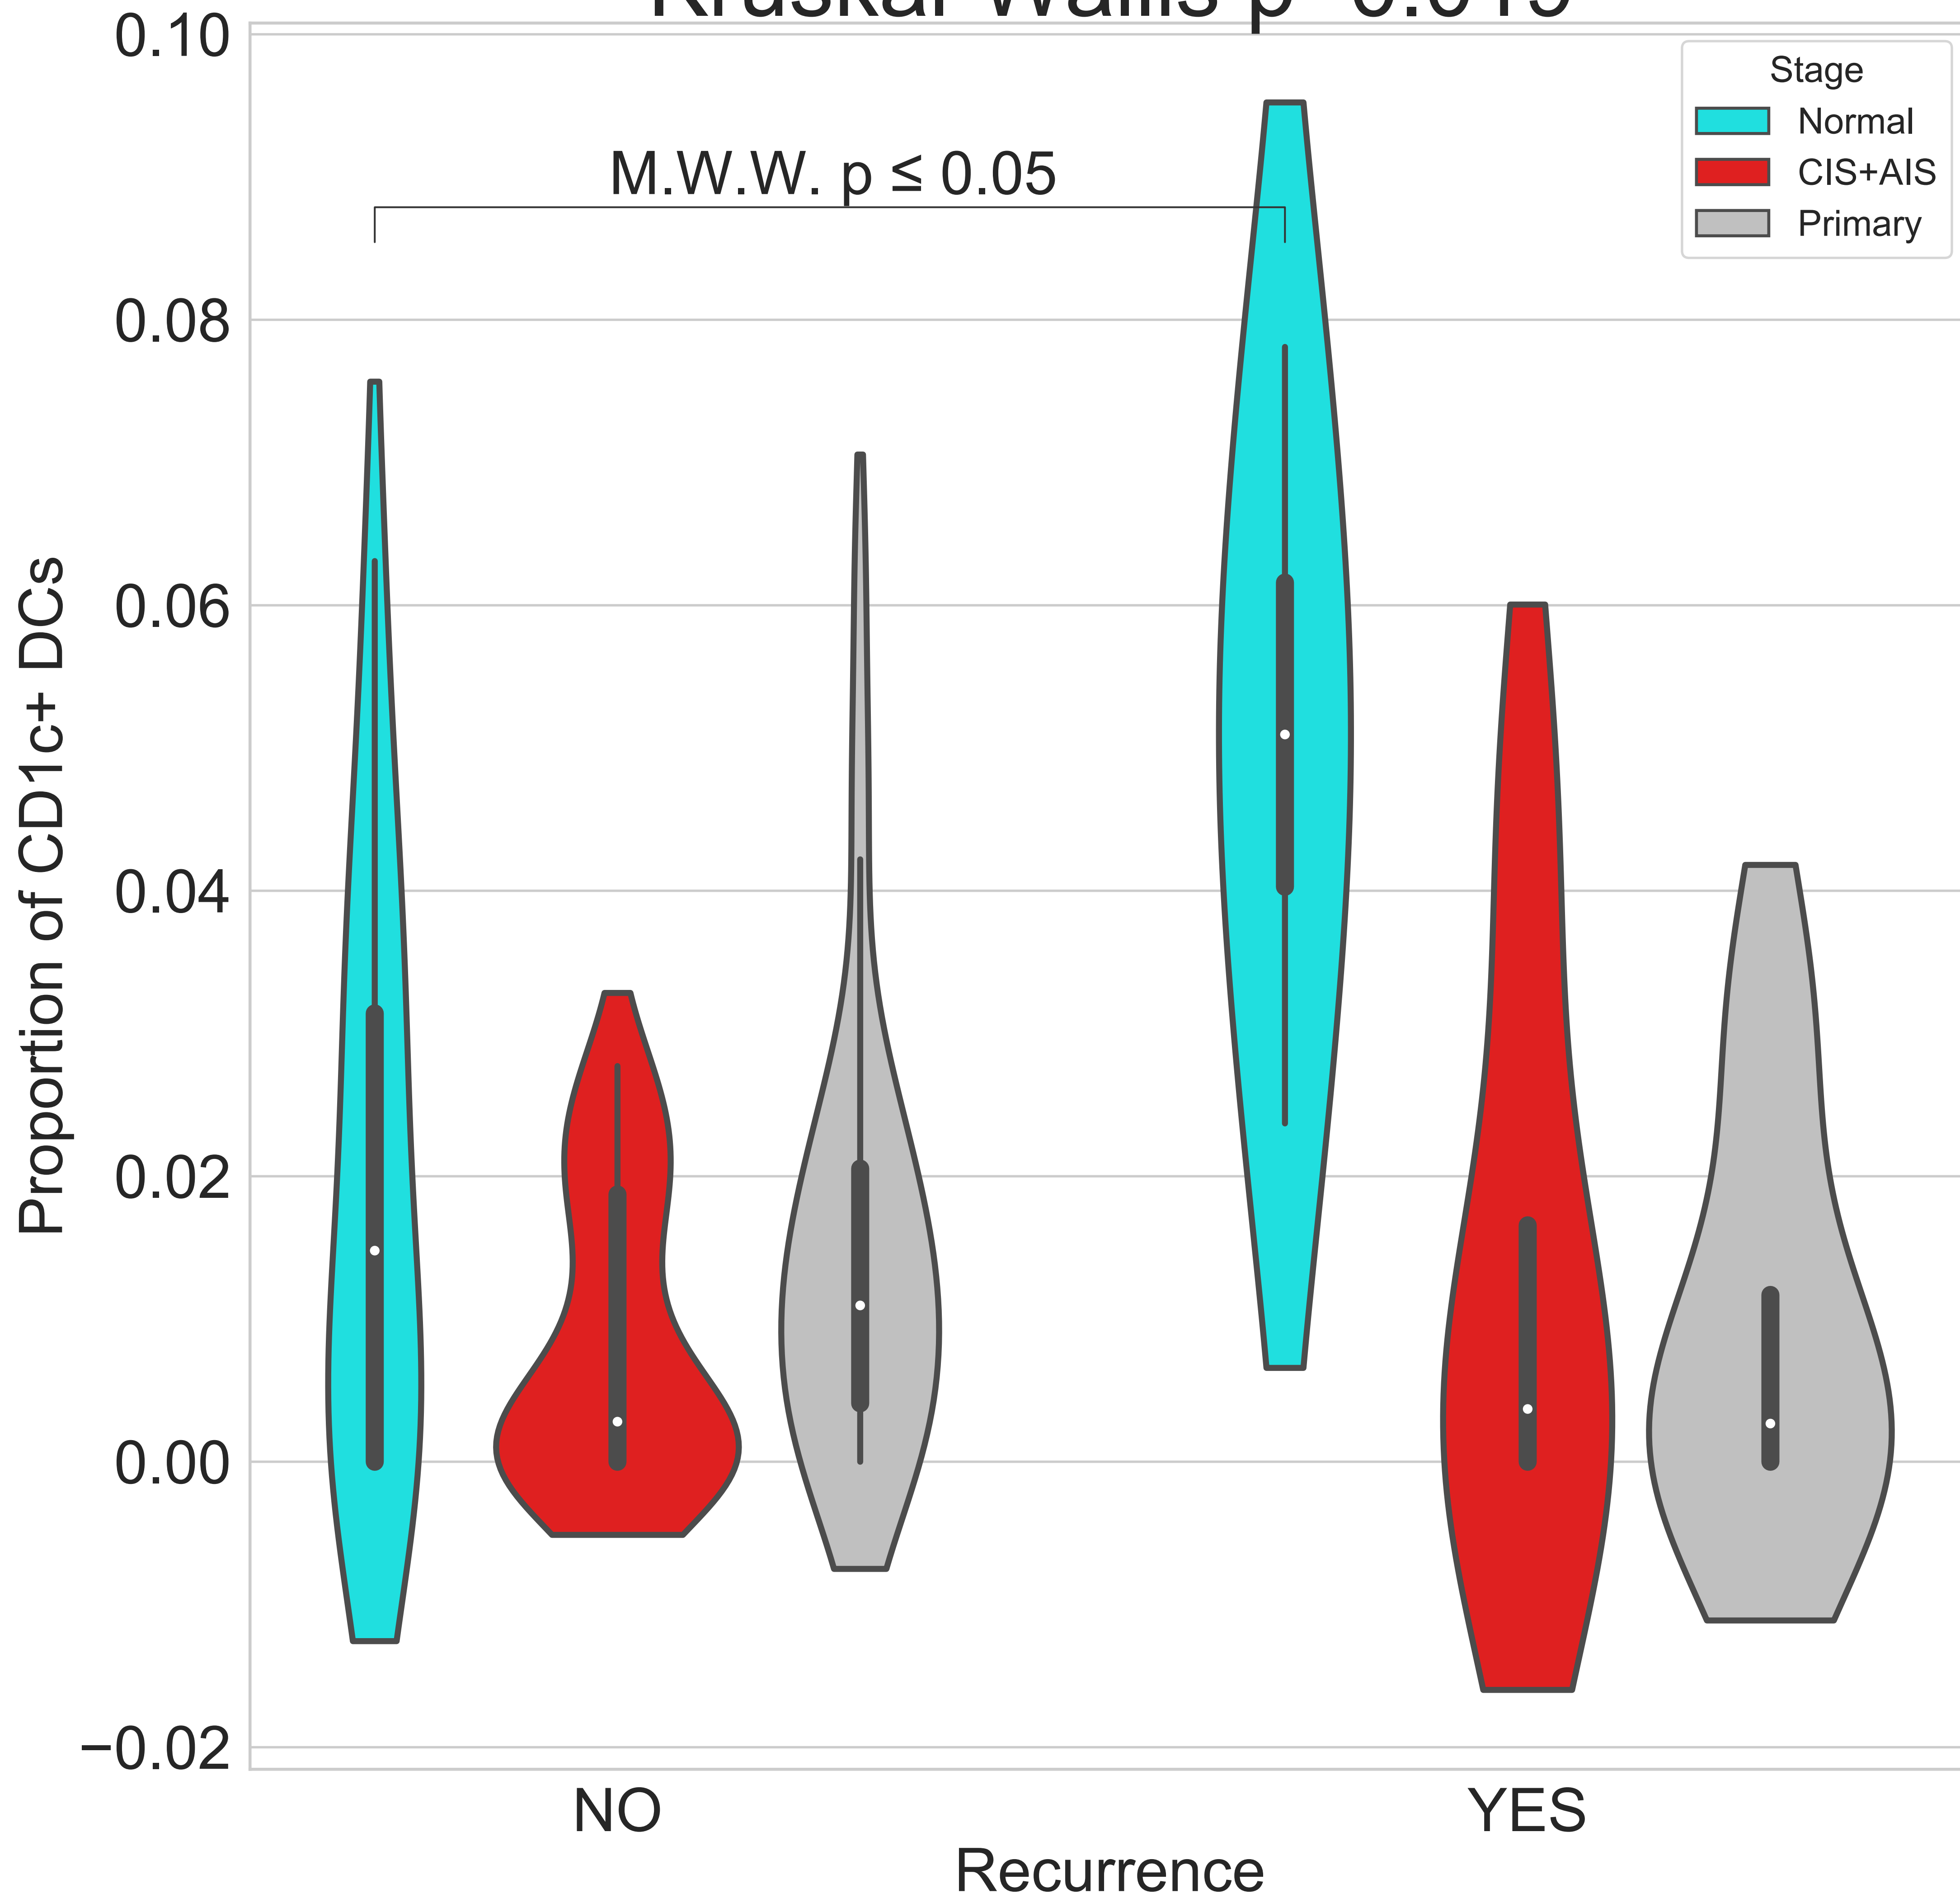 0.10
0.08
0.06
0.04
0.02
0.00
−0.02
Proportion of CD1c+ DCs
M.W.W. p ≤ 0.05
Stage
Normal
CIS+AIS
Primary
NO
YES
Recurrence